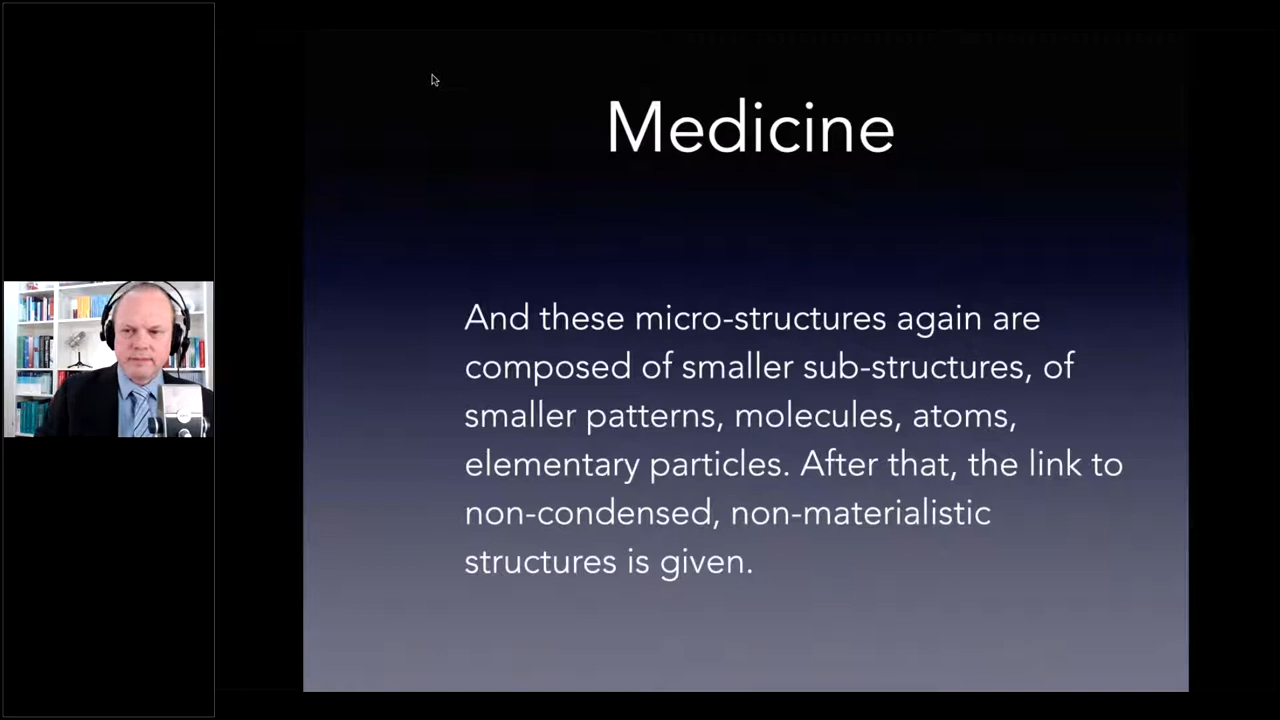 Medicine
And these micro-structures again are
composed of smaller sub-structures, of
smaller patterns, molecules, atoms,
elementary particles. After that, the link to
non-condensed, non-materialistic
structures is given.